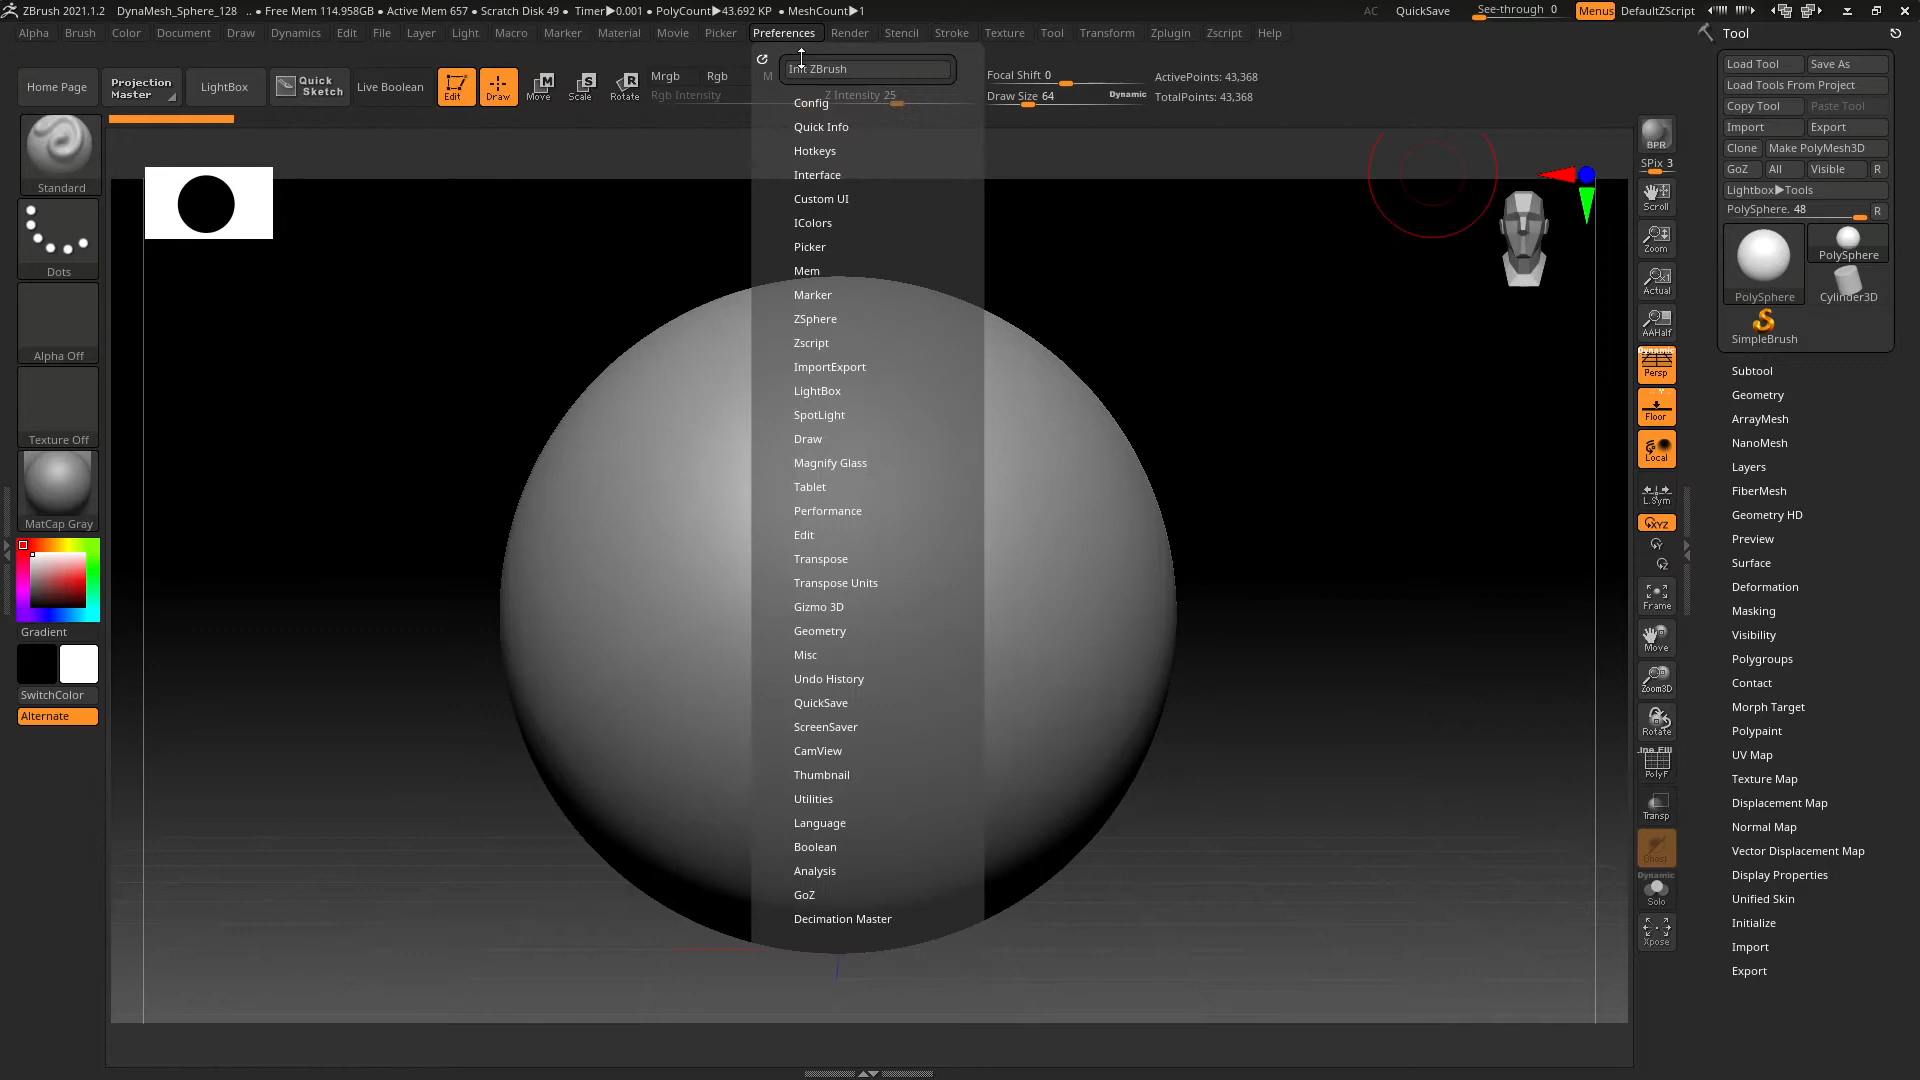 ZBrush 2021.1.2 DynaMesh_Sphere_128 .. • Free Mem 114.958GB • Active Mem 657 • Scratch Disk 49 • Timer▶0.001 • PolyCount▶43.692 KP • MeshCount▶1 AC QuickSave See-through 0 Menus DefaultZScript
Alpha Brush Color Document Draw Dynamics Edit File Layer Light Macro Marker Material Movie Picker Preferences Render Stencil Stroke Texture Tool Transform Zplugin Zscript Help
Home Page
Projection
Master
LightBox
Quick
Sketch
Live Boolean
Edit
Draw
Move
Scale
Rotate
Mrgb Rgb M
Rgb Intensity
Z Intensity 25
Focal Shift 0
Draw Size 64
Dynamic
ActivePoints: 43,368
TotalPoints: 43,368
Standard
Dots
Alpha Off
Texture Off
MatCap Gray
Gradient
SwitchColor
Alternate
Init ZBrush
Config
Quick Info
Hotkeys
Interface
Custom UI
IColors
Picker
Mem
Marker
ZSphere
Zscript
ImportExport
LightBox
SpotLight
Draw
Magnify Glass
Tablet
Performance
Edit
Transpose
Transpose Units
Gizmo 3D
Geometry
Misc
Undo History
QuickSave
ScreenSaver
CamView
Thumbnail
Utilities
Language
Boolean
Analysis
GoZ
Decimation Master
BPR
SPix 3
Scroll
Zoom
Actual
AAHalf
Dynamic
Persp
Floor
Local
L.Sym
XYZ
Y
Z
Frame
Move
Zoom3D
Rotate
Line Fill
PolyF
Transp
Ghost
Dynamic
Solo
Xpose
Tool
Load Tool Save As
Load Tools From Project
Copy Tool Paste Tool
Import Export
Clone Make PolyMesh3D
GoZ All Visible R
Lightbox▶Tools
PolySphere. 48 R
PolySphere
PolySphere
Cylinder3D
SimpleBrush
Subtool
Geometry
ArrayMesh
NanoMesh
Layers
FiberMesh
Geometry HD
Preview
Surface
Deformation
Masking
Visibility
Polygroups
Contact
Morph Target
Polypaint
UV Map
Texture Map
Displacement Map
Normal Map
Vector Displacement Map
Display Properties
Unified Skin
Initialize
Import
Export